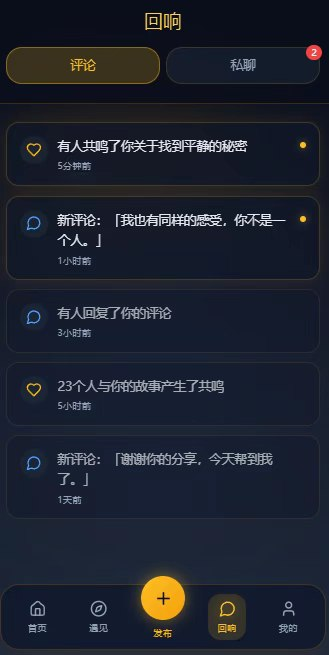 回响
评论
私聊
2
有人共鸣了你关于找到平静的秘密
5分钟前
新评论：「我也有同样的感受，你不是一
个人。」
1小时前
有人回复了你的评论
3小时前
23个人与你的故事产生了共鸣
5小时前
新评论：「谢谢你的分享，今天帮到我
了。」
1天前
首页
遇见
发布
回响
我的